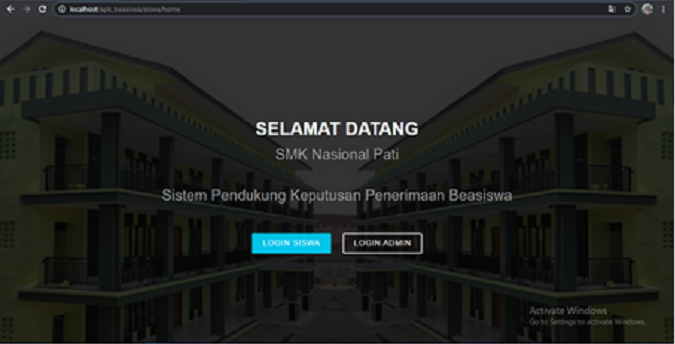 localhost/apk_beasiswa/siswa/home
SELAMAT DATANG
SMK Nasional Pati
Sistem Pendukung Keputusan Penerimaan Beasiswa
LOGIN SISWA LOGIN ADMIN
Activate Windows
Go to Settings to activate Windows.